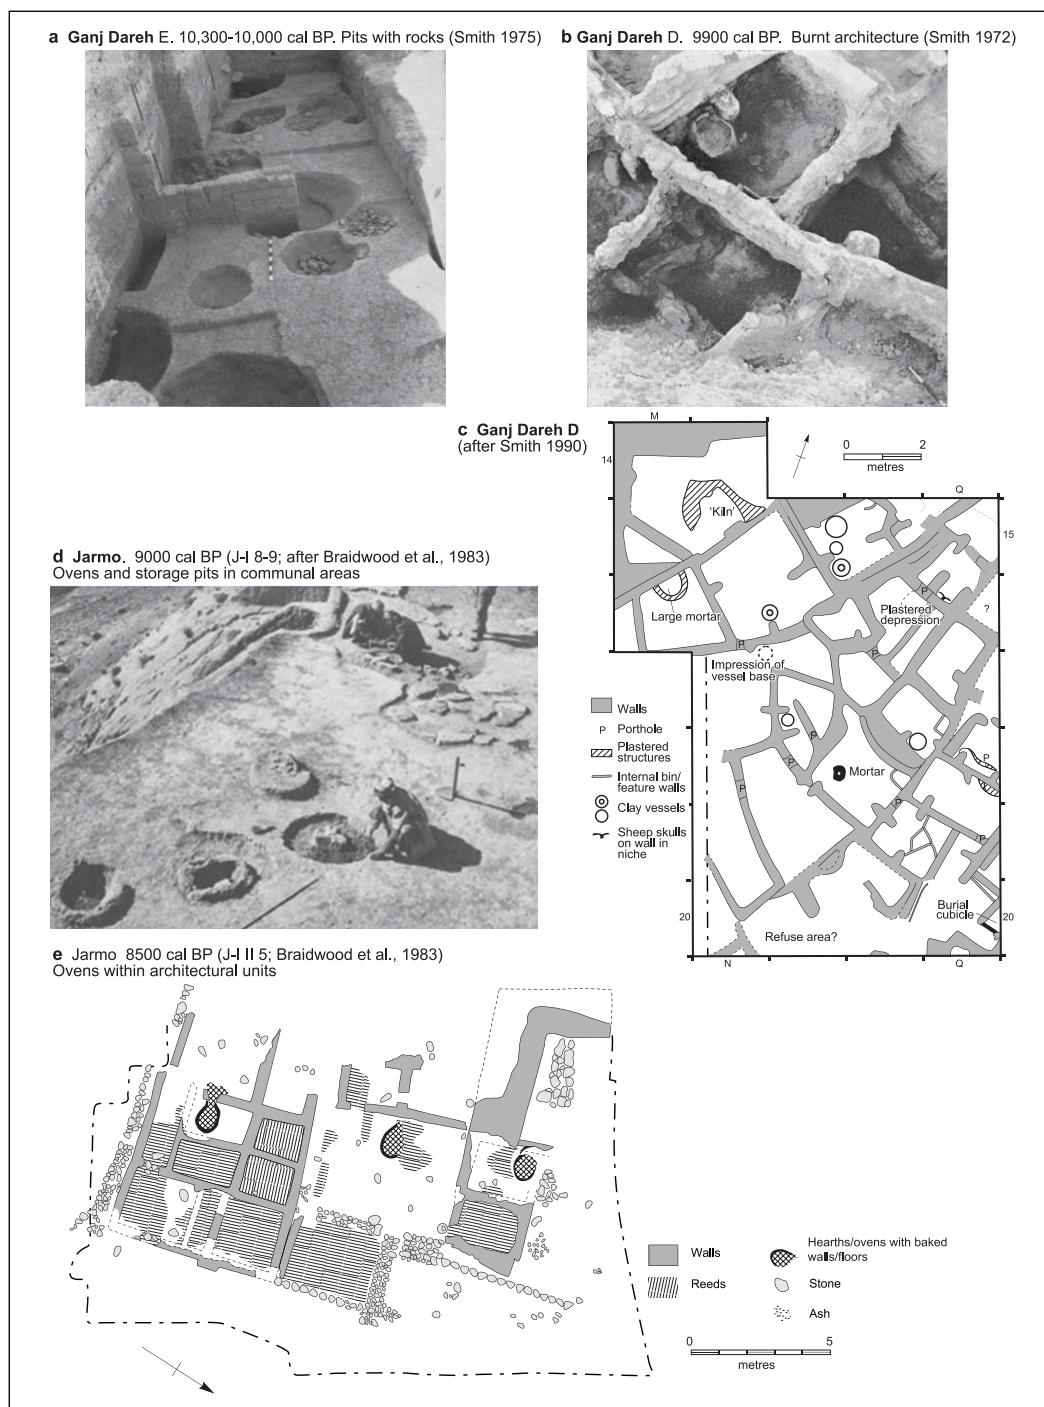 a Ganj Dareh E. 10,300-10,000 cal BP. Pits with rocks (Smith 1975)
b Ganj Dareh D. 9900 cal BP. Burnt architecture (Smith 1972)
c Ganj Dareh D
(after Smith 1990)
M
14
0 2
metres
Q
15
'Kiln'
P
Large mortar
Plastered
depression
?
P
P
Impression of
vessel base
Walls
P Porthole
Plastered
structures
Internal bin/
feature walls
Clay vessels
Sheep skulls
on wall in
niche
P
P
P
Mortar
P
P
P
Burial
cubicle
20
20
Refuse area?
N
Q
d Jarmo. 9000 cal BP (J-I 8-9; after Braidwood et al., 1983)
Ovens and storage pits in communal areas
e Jarmo 8500 cal BP (J-I II 5; Braidwood et al., 1983)
Ovens within architectural units
Walls
Reeds
Hearths/ovens with baked
walls/floors
Stone
Ash
0 5
metres